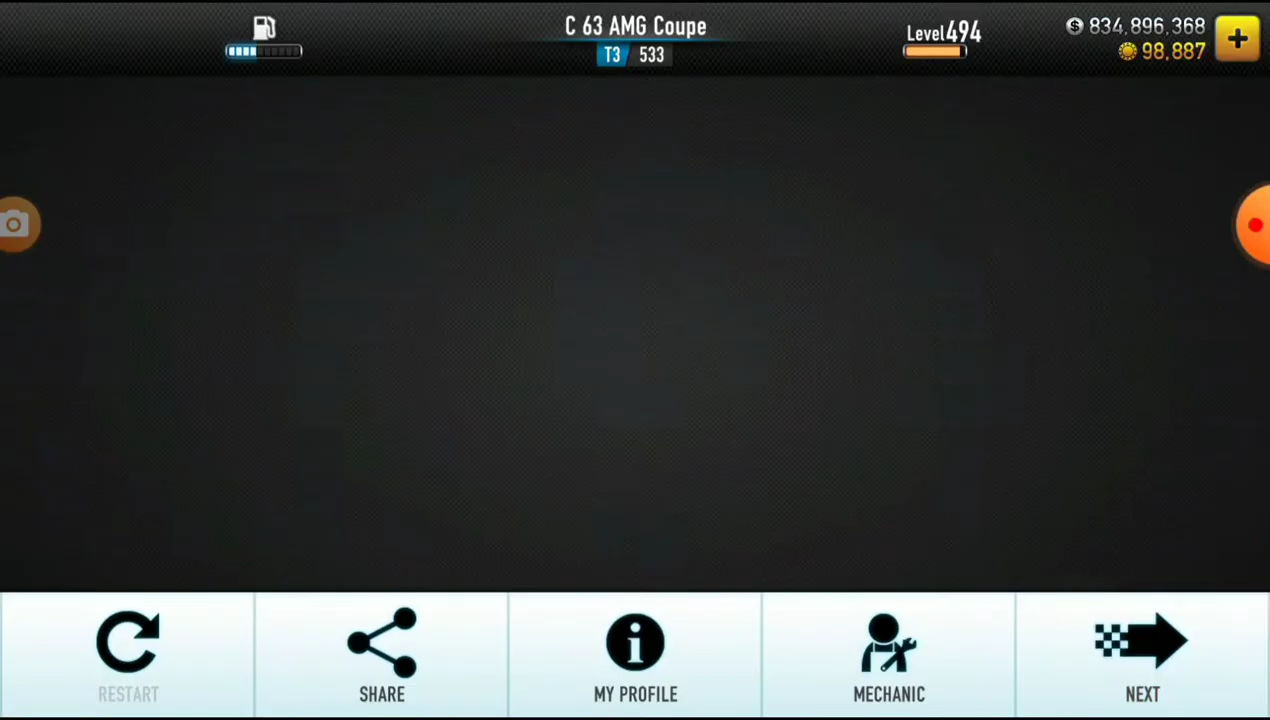 C 63 AMG Coupe
T3 533
Level494
834,896,368
98,887
RESTART
SHARE
MY PROFILE
MECHANIC
NEXT